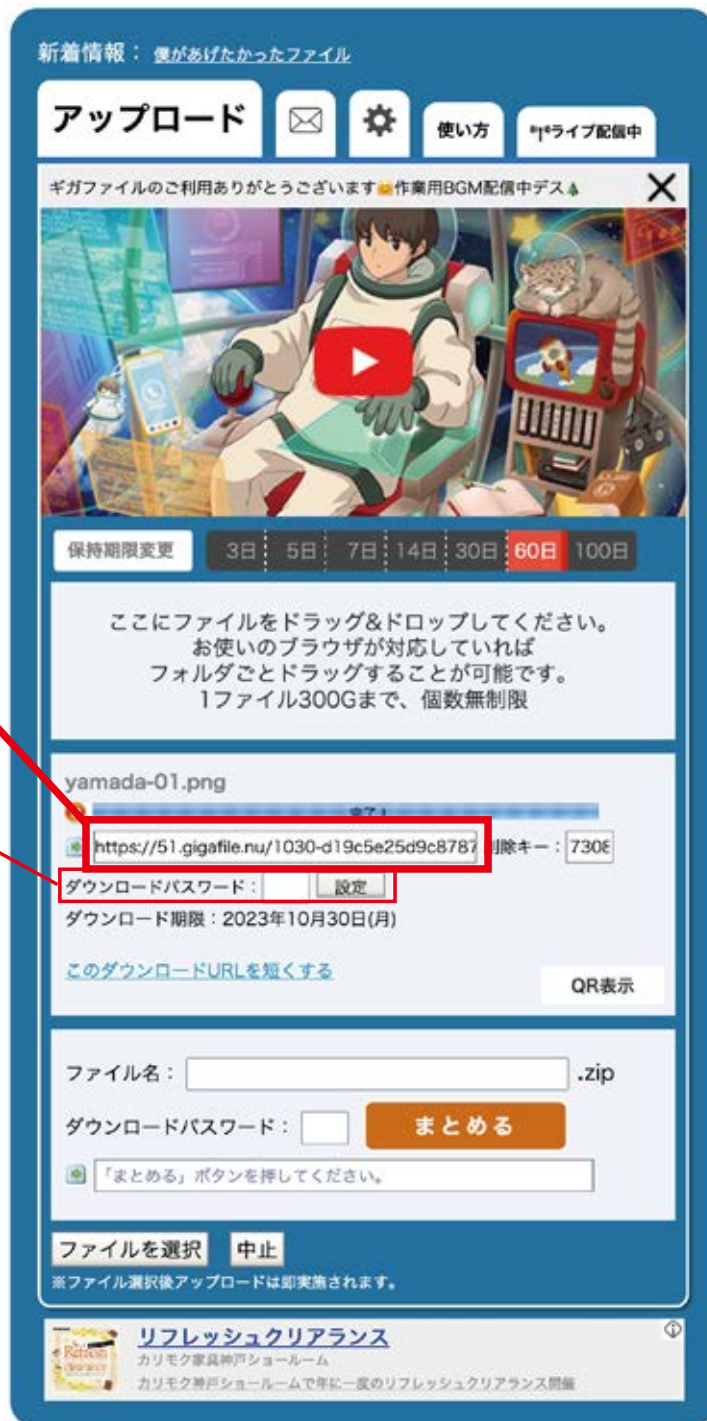 新着情報： 僕があげたかったファイル
アップロード
使い方
ライブ配信中
ギガファイルのご利用ありがとうございます😄作業用BGM配信中デス🎄
保持期限変更 3日 5日 7日 14日 30日 60日 100日
ここにファイルをドラッグ&ドロップしてください。
お使いのブラウザが対応していれば
フォルダごとドラッグすることが可能です。
1ファイル300Gまで、個数無制限
yamada-01.png
完了！
https://51.gigafile.nu/1030-d19c5e25d9c8787 削除キー：7308
ダウンロードパスワード： 設定
ダウンロード期限：2023年10月30日(月)
このダウンロードURLを短くする
QR表示
ファイル名： .zip
ダウンロードパスワード： まとめる
「まとめる」ボタンを押してください。
ファイルを選択 中止
※ファイル選択後アップロードは即実施されます。
リフレッシュクリアランス
カリモク家具神戸ショールーム
カリモク神戸ショールームで年に一度のリフレッシュクリアランス開催